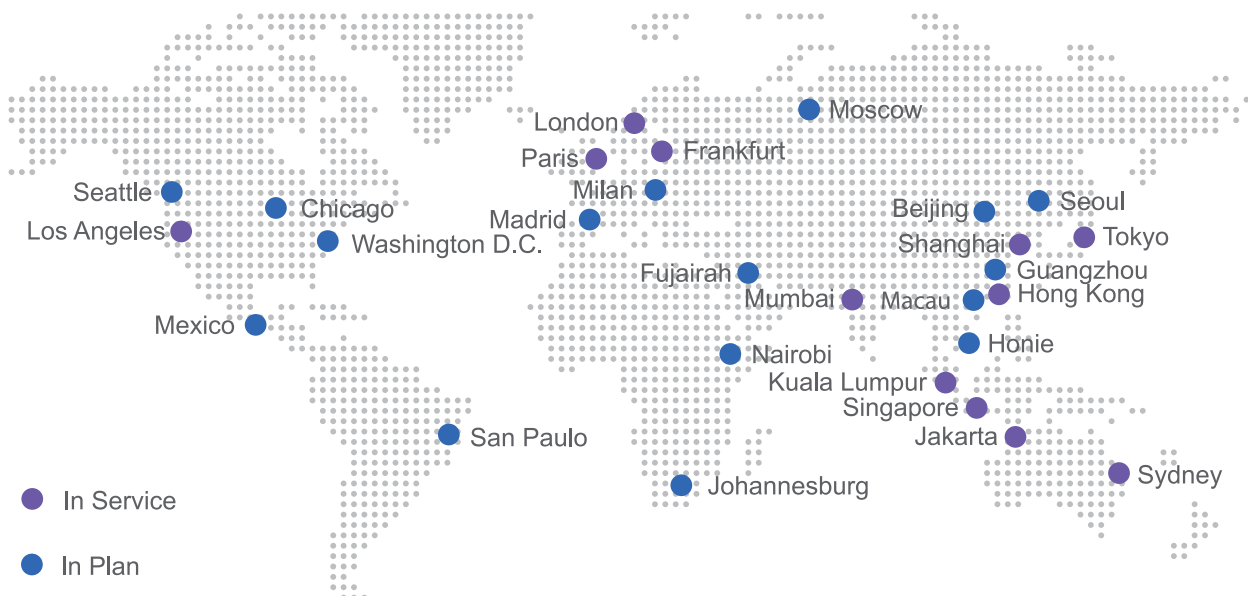 Moscow
London
Paris
Frankfurt
Seattle
Milan
Chicago
Madrid
Beijing
Seoul
Los Angeles
Washington D.C.
Shanghai
Tokyo
Fujairah
Guangzhou
Mumbai
Macau
Hong Kong
Mexico
Nairobi
Honie
Kuala Lumpur
Singapore
San Paulo
Jakarta
Sydney
Johannesburg
In Service
In Plan